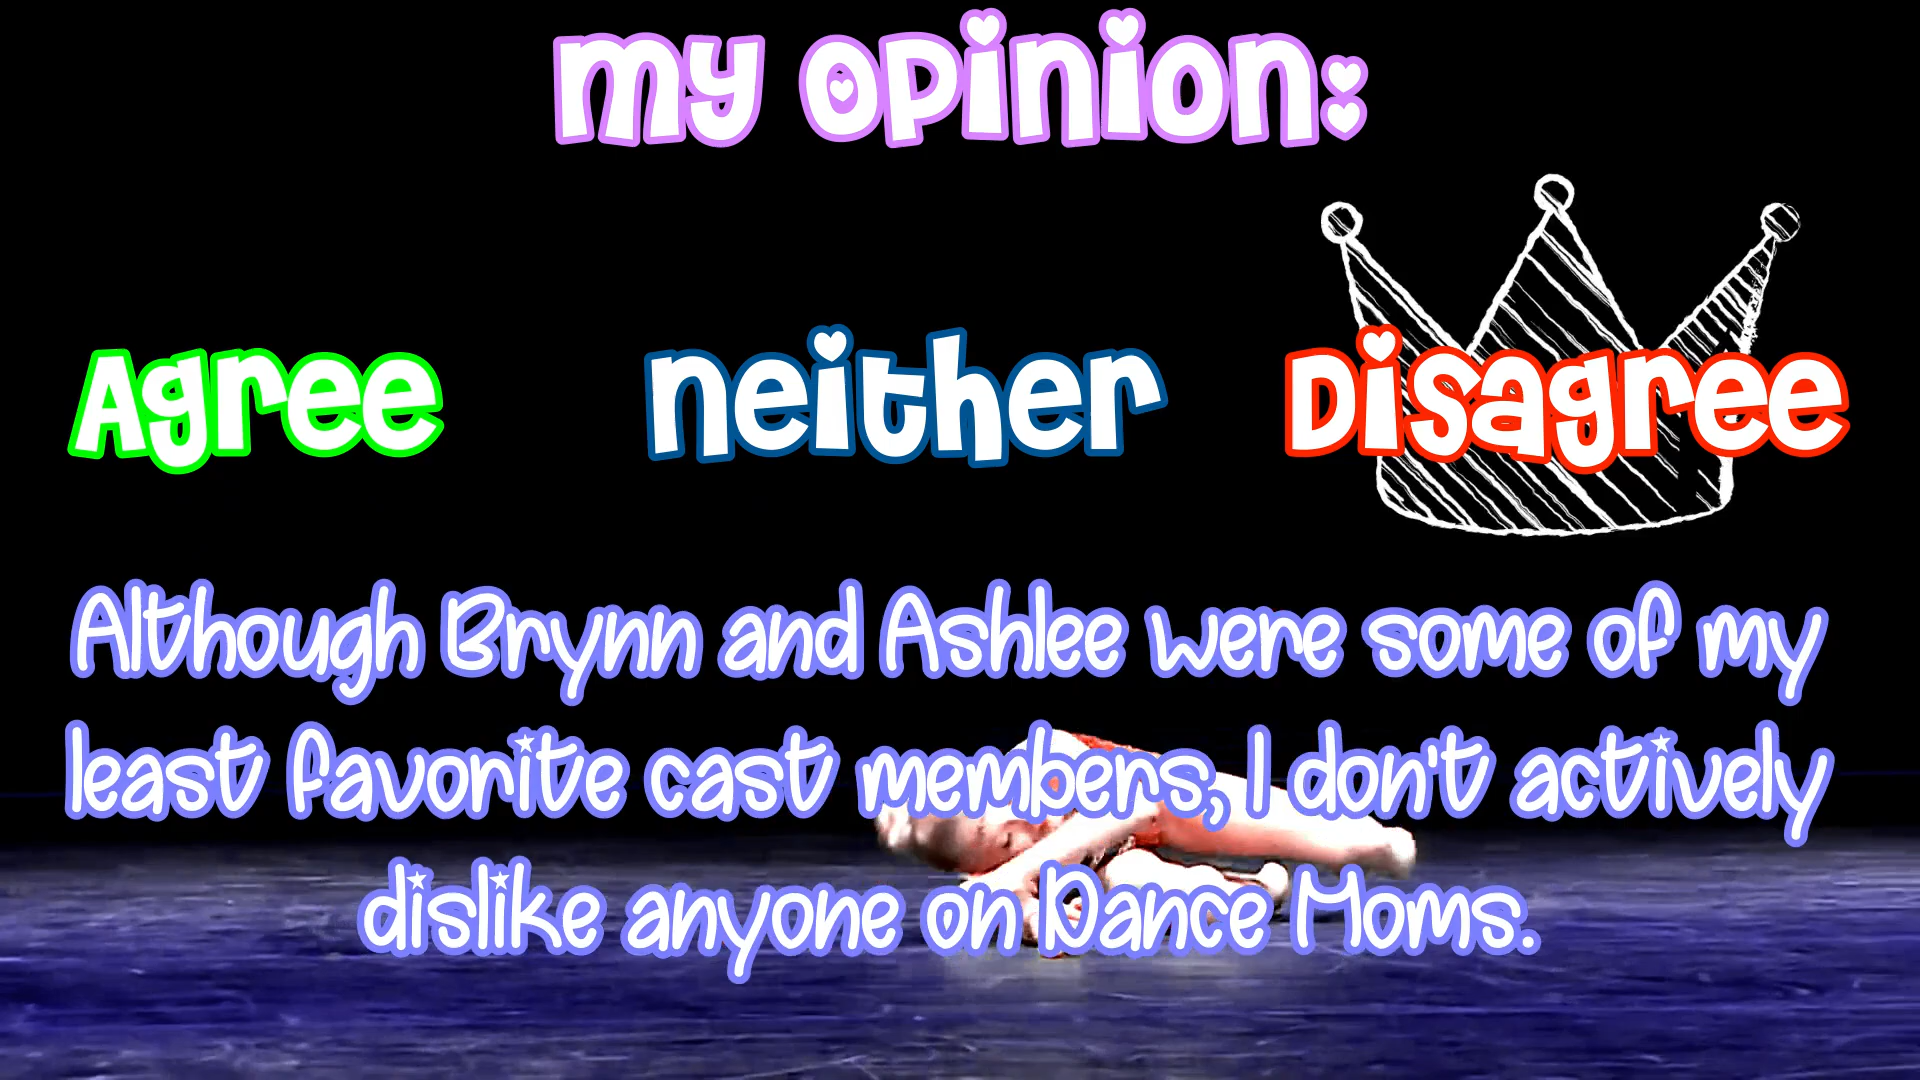 my opinion:
Agree neither Disagree
Although Brynn and Ashlee were some of my
least favorite cast members, I don't actively
dislike anyone on Dance Moms.